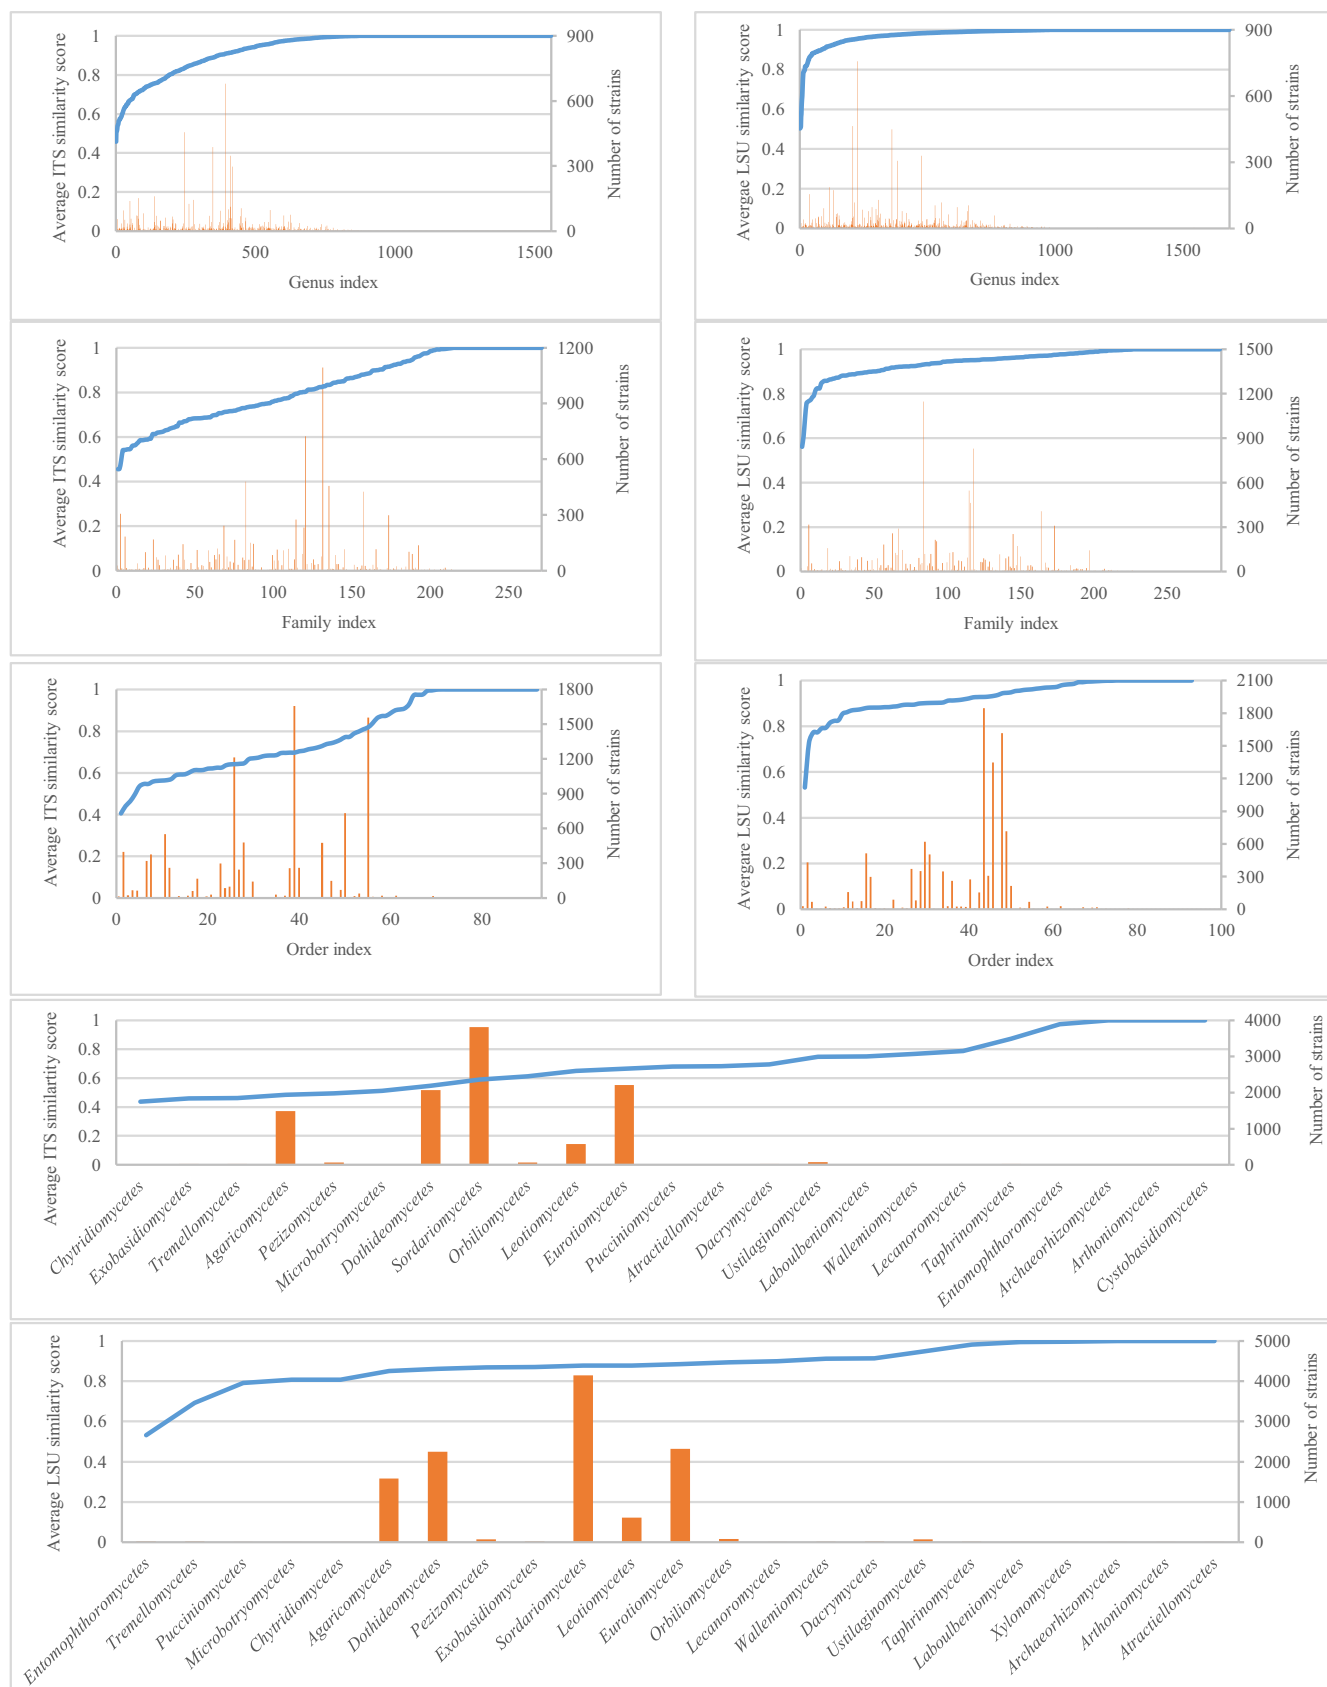 Average ITS similarity score
1
0.8
0.6
0.4
0.2
0
900
600
300
0
Number of strains
0 500 1000 1500
Genus index
Avergae LSU similarity score
1
0.8
0.6
0.4
0.2
0
900
600
300
0
Number of strains
0 500 1000 1500
Genus index
Average ITS similarity score
1
0.8
0.6
0.4
0.2
0
1200
900
600
300
0
Number of strains
0 50 100 150 200 250
Family index
Average LSU similarity score
1
0.8
0.6
0.4
0.2
0
1500
1200
900
600
300
0
Number of strains
0 50 100 150 200 250
Family index
Average ITS similarity score
1
0.8
0.6
0.4
0.2
0
1800
1500
1200
900
600
300
0
Number of strains
0 20 40 60 80
Order index
Avergare LSU similarity score
1
0.8
0.6
0.4
0.2
0
2100
1800
1500
1200
900
600
300
0
Number of strains
0 20 40 60 80 100
Order index
Average ITS similartity score
1
0.8
0.6
0.4
0.2
0
4000
3000
2000
1000
0
Number of strains
Chytridiomycetes
Exobasidiomycetes
Tremellomycetes
Agaricomycetes
Pezizomycetes
Microbotryomycetes
Dothideomycetes
Sordariomycetes
Orbiliomycetes
Leotiomycetes
Eurotiomycetes
Pucciniomycetes
Atractiellomycetes
Dacrymycetes
Ustilaginomycetes
Laboulbeniomycetes
Wallemiomycetes
Lecanoromycetes
Taphrinomycetes
Entomophthoromycetes
Archaeorhizomycetes
Arthoniomycetes
Cystobasidiomycetes
Average LSU similarity score
1
0.8
0.6
0.4
0.2
0
5000
4000
3000
2000
1000
0
Number of strains
Entomophthoromycetes
Tremellomycetes
Pucciniomycetes
Microbotryomycetes
Chytridiomycetes
Agaricomycetes
Dothideomycetes
Pezizomycetes
Exobasidiomycetes
Sordariomycetes
Leotiomycetes
Eurotiomycetes
Orbiliomycetes
Lecanoromycetes
Wallemiomycetes
Dacrymycetes
Ustilaginomycetes
Taphrinomycetes
Laboulbeniomycetes
Xylonomycetes
Archaeorhizomycetes
Arthoniomycetes
Atractiellomycetes